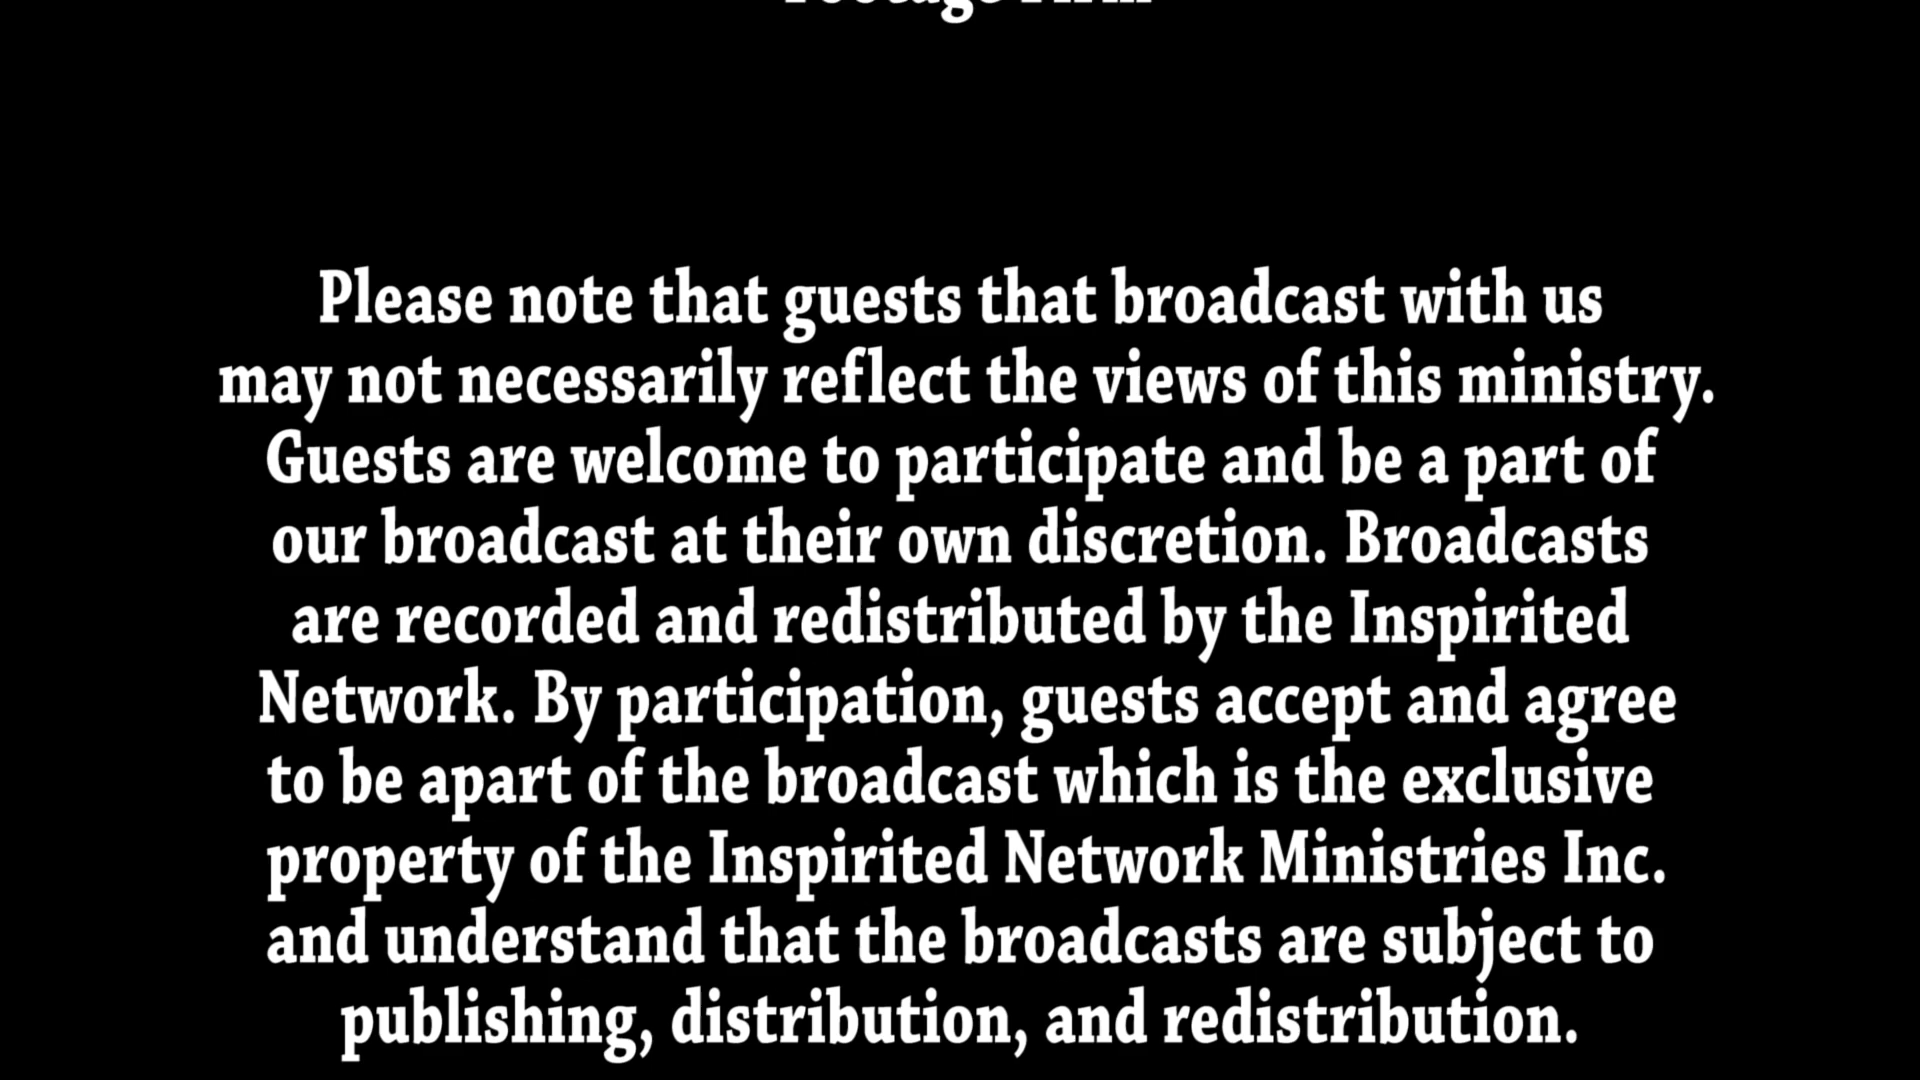 Please note that guests that broadcast with us
may not necessarily reflect the views of this ministry.
Guests are welcome to participate and be a part of
our broadcast at their own discretion. Broadcasts
are recorded and redistributed by the Inspirited
Network. By participation, guests accept and agree
to be apart of the broadcast which is the exclusive
property of the Inspirited Network Ministries Inc.
and understand that the broadcasts are subject to
publishing, distribution, and redistribution.